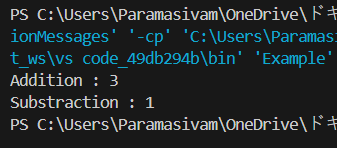 PS C:\Users\Paramasivam\OneDrive\ドキ
ionMessages' '-cp' 'C:\Users\Paramas
t_ws\vs code_49db294b\bin' 'Example'
Addition : 3
Substraction : 1
PS C:\Users\Paramasivam\OneDrive\ドキ